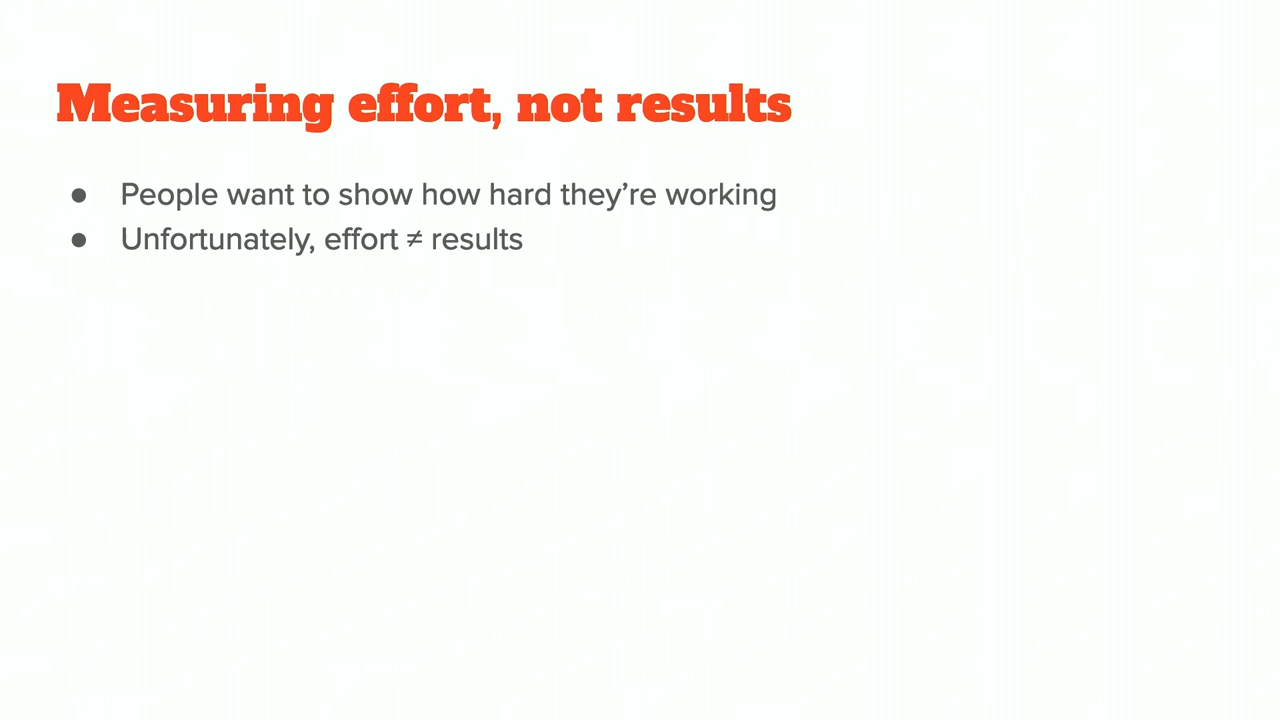 Measuring effort, not results
● People want to show how hard they’re working
● Unfortunately, effort ≠ results